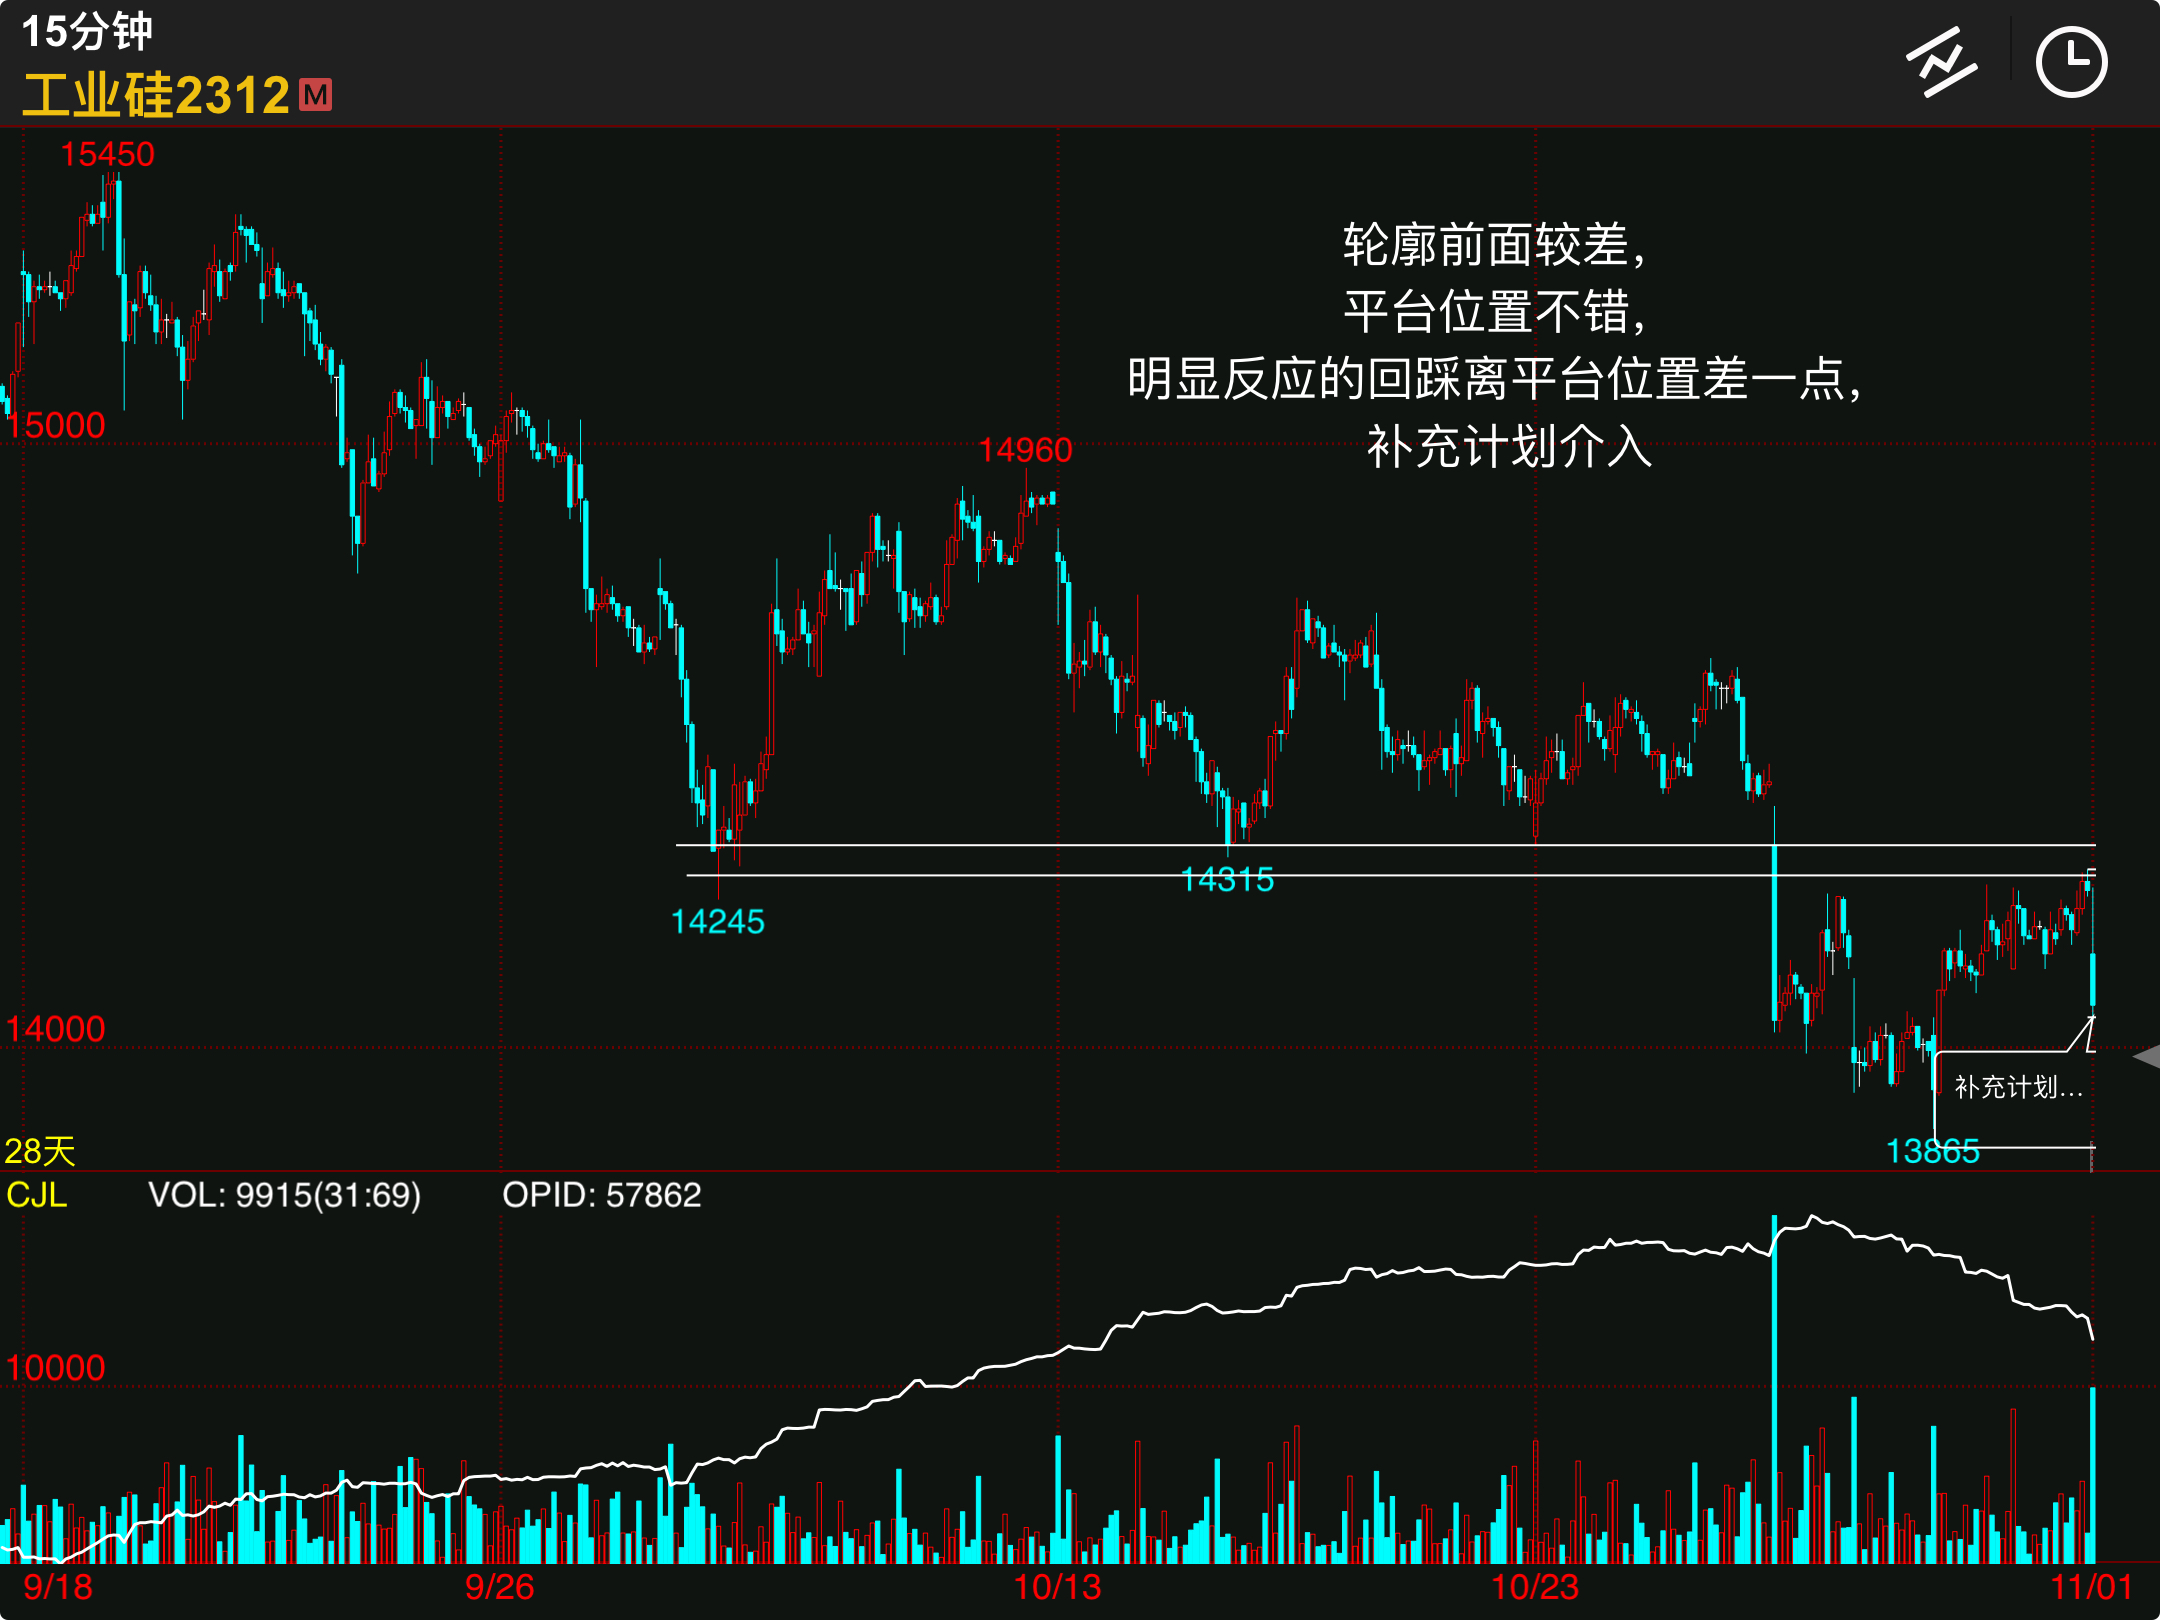 15分钟
工业硅2312 M
15450
轮廓前面较差，
平台位置不错，
明显反应的回踩离平台位置差一点，
15000
补充计划介入
14960
14315
14245
14000
补充计划...
28天
13865
CJL VOL: 9915(31:69) OPID: 57862
10000
9/18 9/26 10/13 10/23 11/01